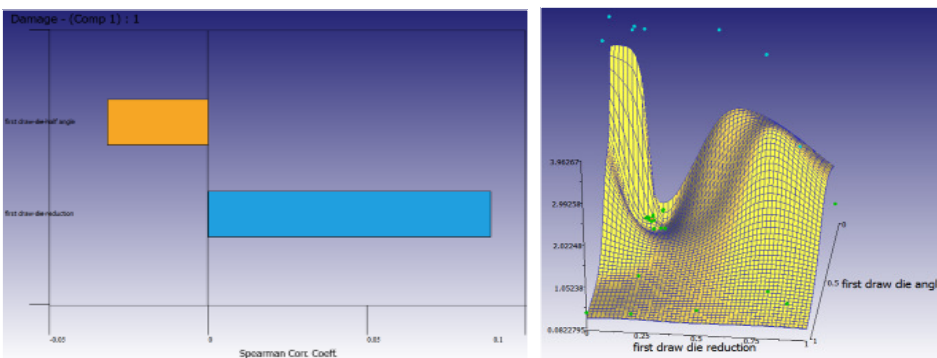 Damage - (Comp 1) : 1
first draw die half angle
first draw die reduction
-0.05
0
0.05
0.1
Spearman Corr. Coeff.
3.98267
2.99258
2.02248
1.05238
0.0822795
0
0.25
0.5
0.75
1
first draw die reduction
0
0.5
1
first draw die angl